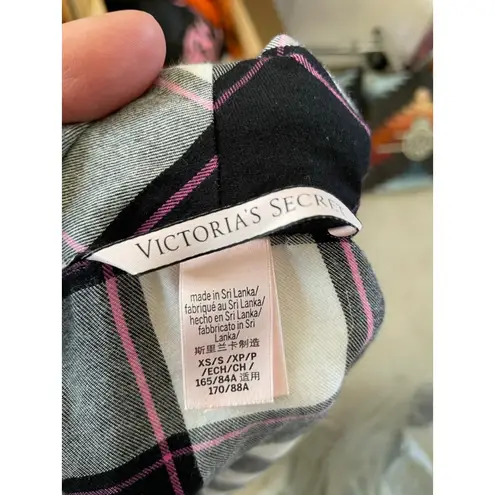 VICTORIA'S SECRE
made in Sri Lanka/
fabriqué au Sri Lanka/
hecho en Sri Lanka/
fabbricato in Sri
Lanka/
斯里兰卡制造
XS/S /XP/P
/ECH/CH /
165/84A 适用
170/88A